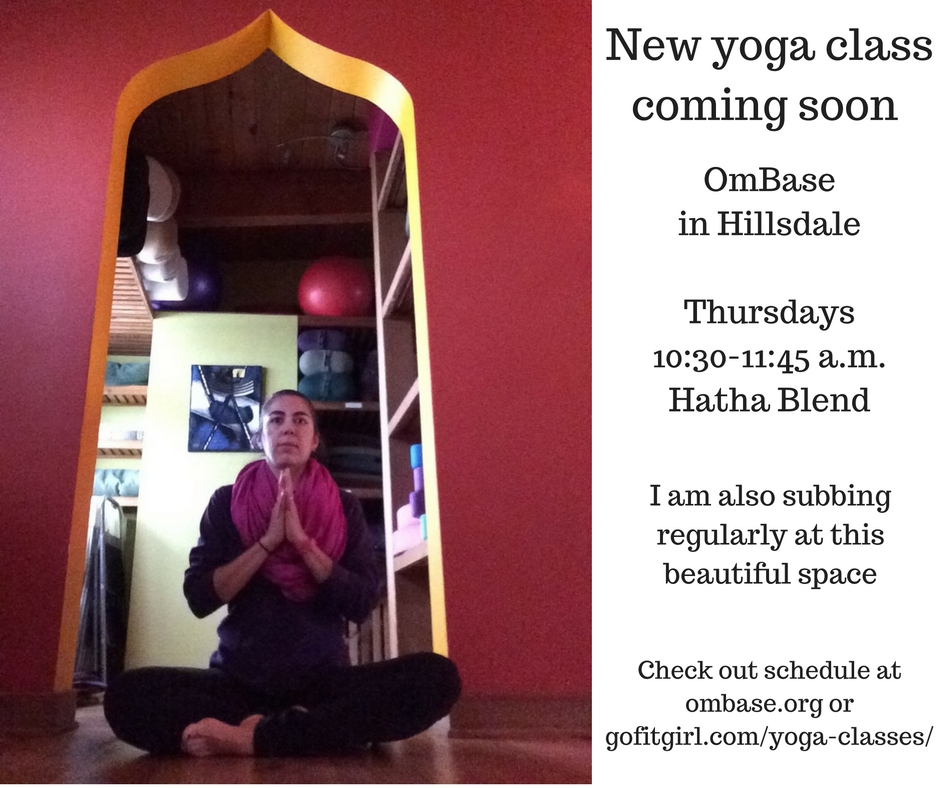 New yoga class
coming soon
OmBase
in Hillsdale
Thursdays
10:30-11:45 a.m.
Hatha Blend
I am also subbing
regularly at this
beautiful space
Check out schedule at
ombase.org or
gofitgirl.com/yoga-classes/